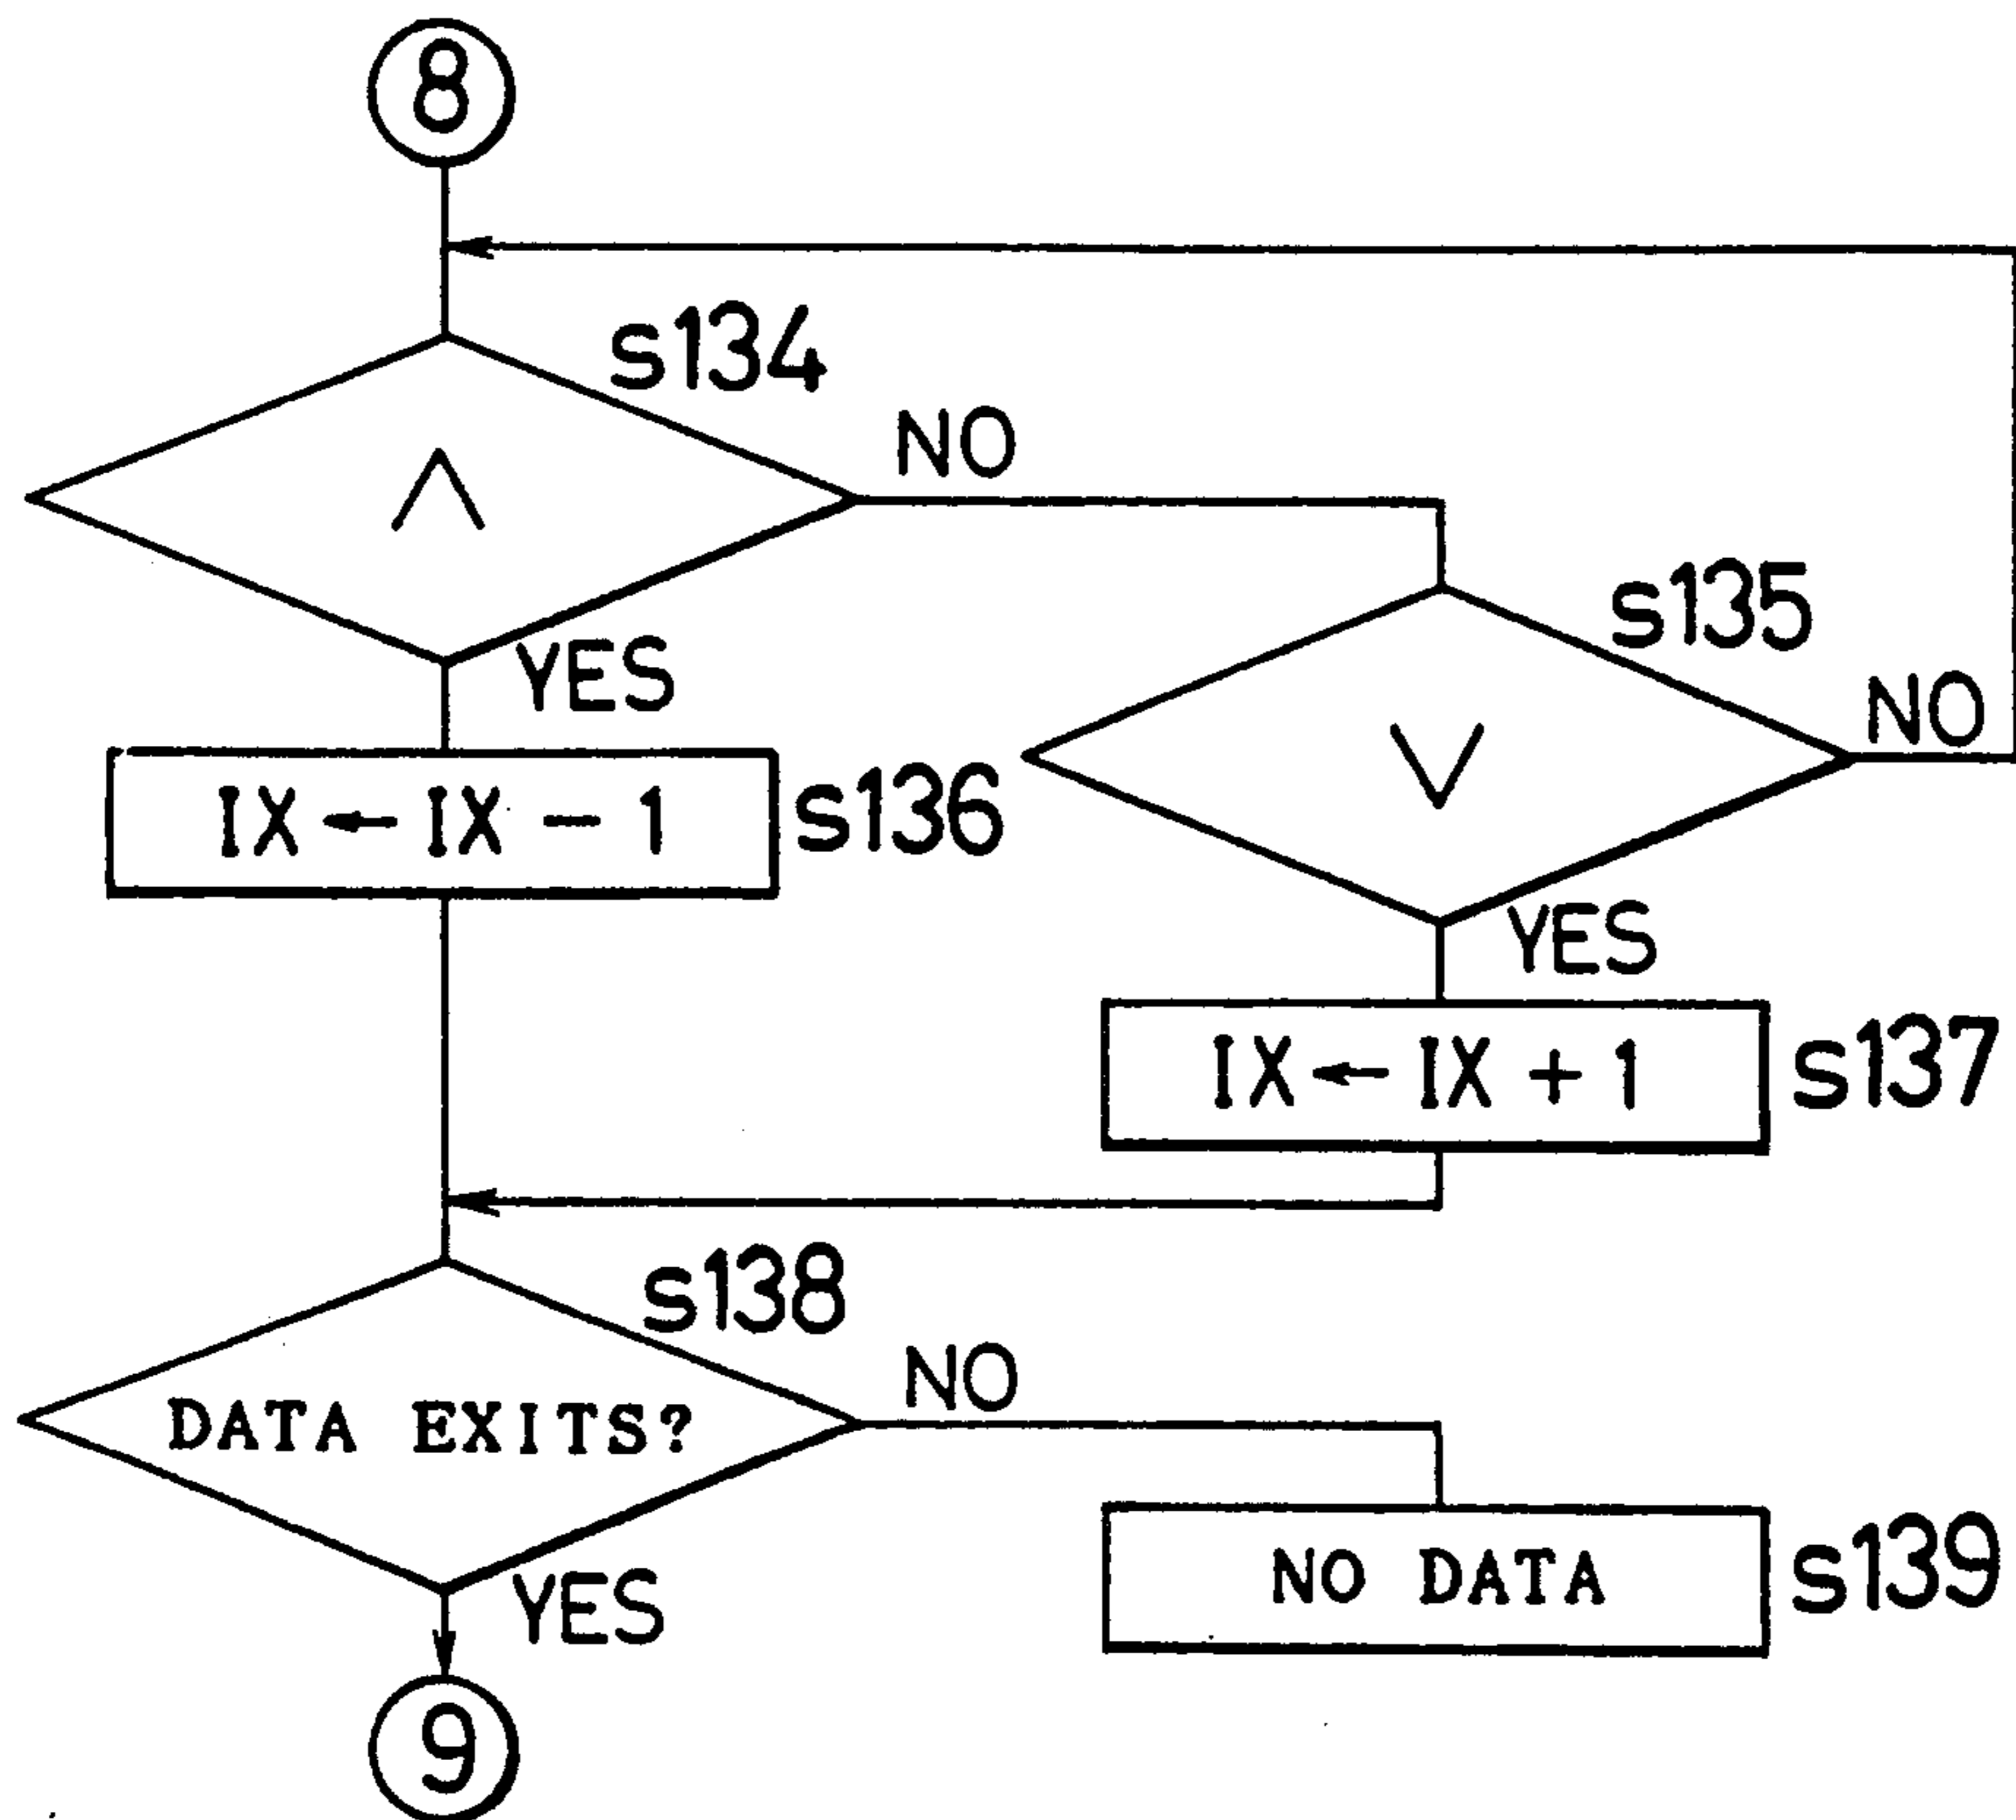 8
s134
NO
∧
s135
YES
NO
∨
IX ← IX - 1
s136
YES
IX ← IX + 1
s137
s138
NO
DATA EXITS?
NO DATA
s139
YES
9